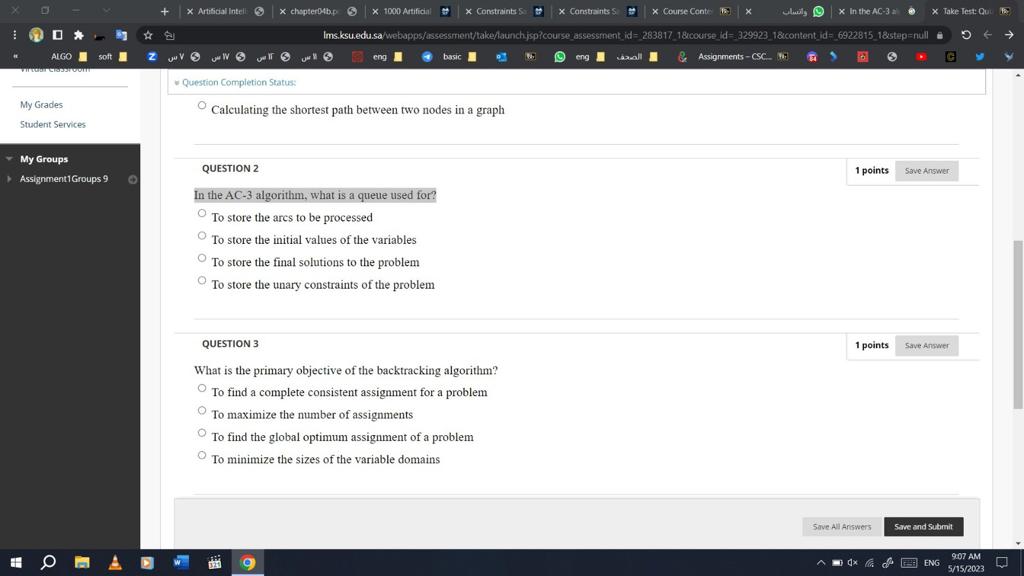 Artificial Intel
chapter04b.p
1000 Artificial
Constraints Sa
Constraints Sa
Course Conte
واتساب
In the AC-3 al
Take Test: Qui
lms.ksu.edu.sa/webapps/assessment/take/launch.jsp?course_assessment_id=_283817_1&course_id=_329923_1&content_id=_6922815_1&step=null
ALGO
soft
eng
basic
eng
الصحف
Assignments – CSC...
Virtual Classroom
My Grades
Student Services
My Groups
Assignment1Groups 9
Question Completion Status:
Calculating the shortest path between two nodes in a graph
QUESTION 2
1 points
Save Answer
In the AC-3 algorithm, what is a queue used for?
To store the arcs to be processed
To store the initial values of the variables
To store the final solutions to the problem
To store the unary constraints of the problem
QUESTION 3
1 points
Save Answer
What is the primary objective of the backtracking algorithm?
To find a complete consistent assignment for a problem
To maximize the number of assignments
To find the global optimum assignment of a problem
To minimize the sizes of the variable domains
Save All Answers
Save and Submit
ENG
9:07 AM
5/15/2023